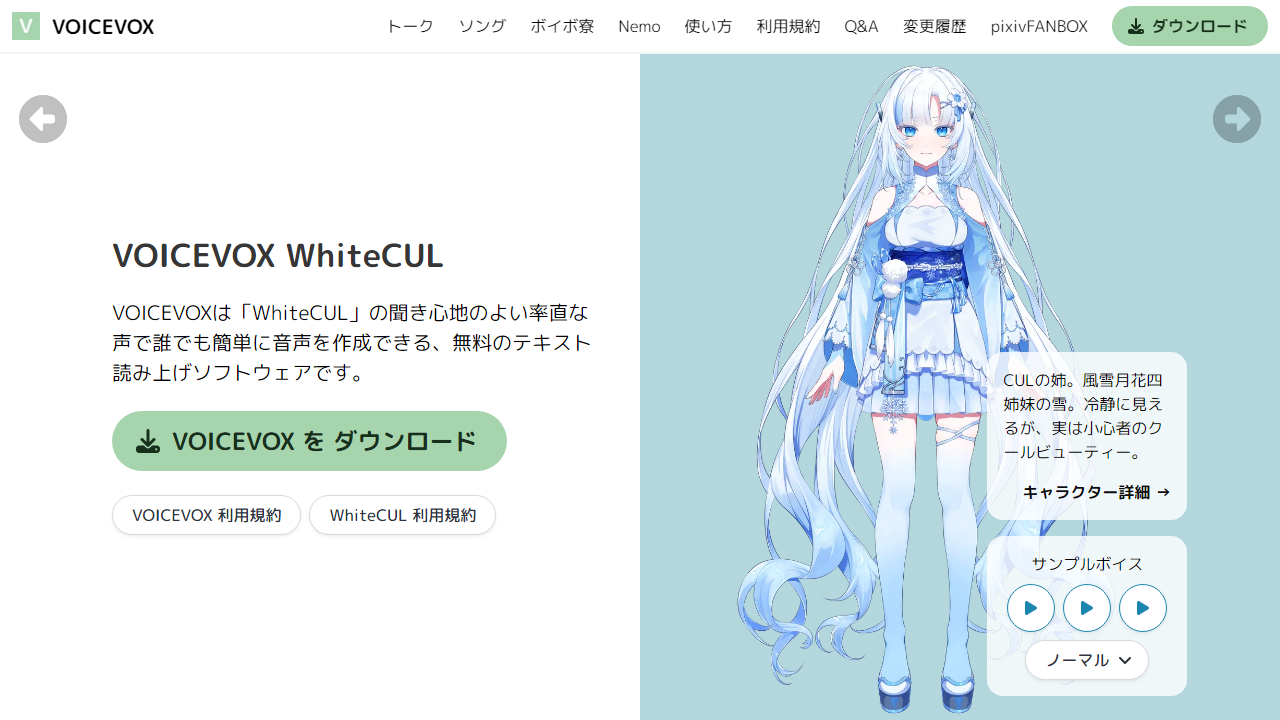 V VOICEVOX
トーク ソング ボイボ寮 Nemo 使い方 利用規約 Q&A 変更履歴 pixivFANBOX ダウンロード
VOICEVOX WhiteCUL
VOICEVOXは「WhiteCUL」の聞き心地のよい率直な
声で誰でも簡単に音声を作成できる、無料のテキスト
読み上げソフトウェアです。
VOICEVOX を ダウンロード
VOICEVOX 利用規約 WhiteCUL 利用規約
CULの姉。風雪月花四
姉妹の雪。冷静に見え
るが、実は小心者のク
ールビューティー。
キャラクター詳細 →
サンプルボイス
ノーマル